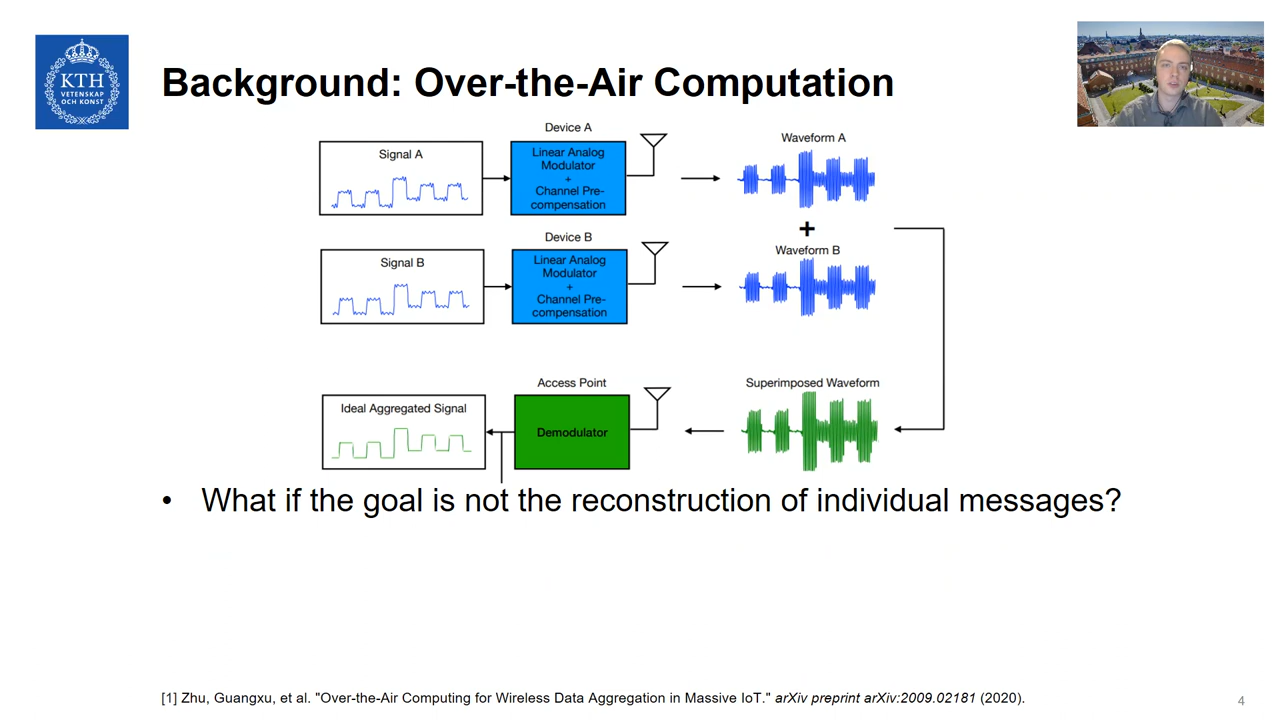 KTH
VETENSKAP
OCH KONST
Background: Over-the-Air Computation
Device A
Signal A
Linear Analog
Modulator
+
Channel Pre-
compensation
Waveform A
+
Device B
Signal B
Linear Analog
Modulator
+
Channel Pre-
compensation
Waveform B
Access Point
Ideal Aggregated Signal
Demodulator
Superimposed Waveform
• What if the goal is not the reconstruction of individual messages?
[1] Zhu, Guangxu, et al. "Over-the-Air Computing for Wireless Data Aggregation in Massive IoT." arXiv preprint arXiv:2009.02181 (2020).
4